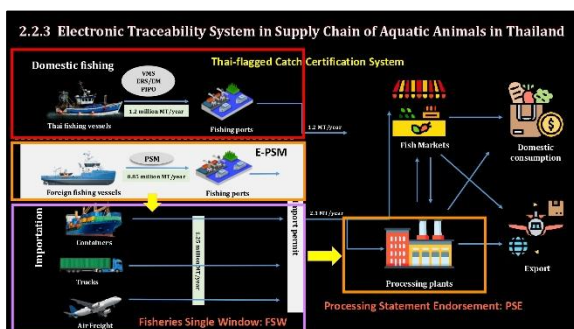 2.2.3 Electronic Traceability System in Supply Chain of Aquatic Animals in Thailand
Domestic fishing
Thai-flagged Catch Certification System
VMS
ERS/EM
PIPO
1.2 million MT/year
Thai fishing vessels
Fishing ports
1.2 MT/year
Fish Markets
Domestic
consumption
PSM
E-PSM
0.85 million MT/year
Foreign fishing vessels
Fishing ports
Importation
Import permit
2.1 MT/year
Containers
1.25 million MT/year
Trucks
Processing plants
Export
Air Freight
Fisheries Single Window: FSW
Processing Statement Endorsement: PSE